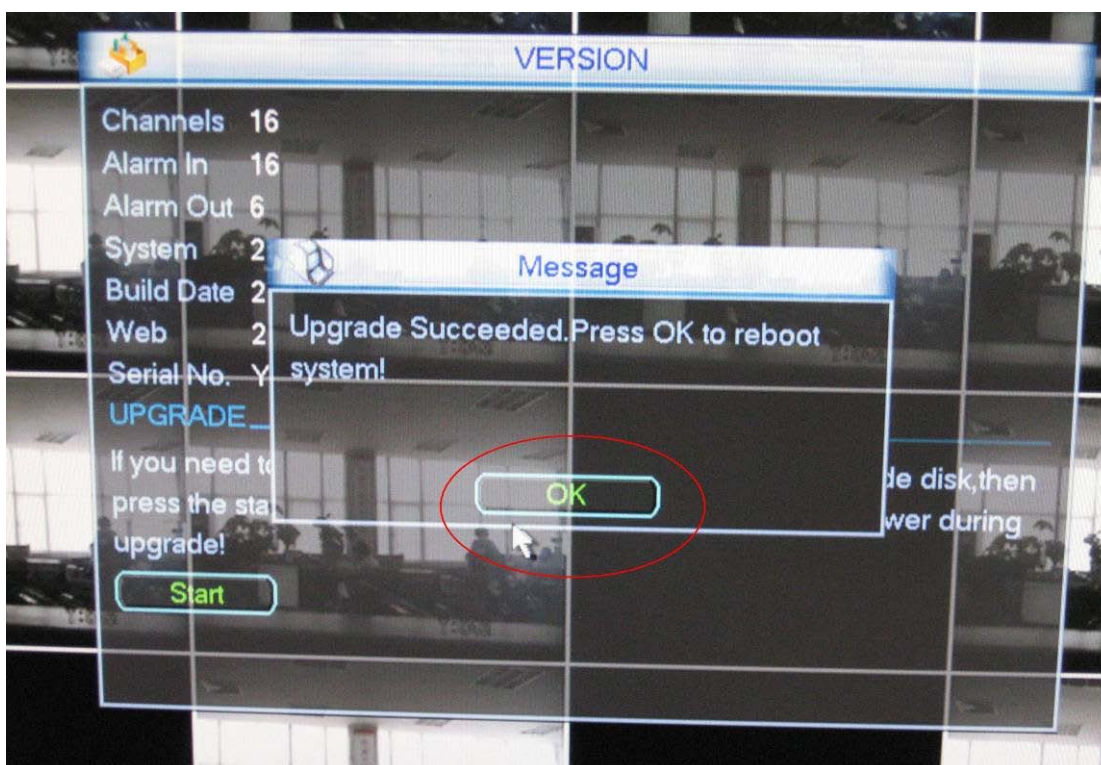 VERSION
Channels 16
Alarm In 16
Alarm Out 6
System 2
Build Date 2
Web 2
Serial No. Y
Message
Upgrade Succeeded.Press OK to reboot
system!
OK
UPGRADE
If you need to de disk,then
press the sta wer during
upgrade!
Start